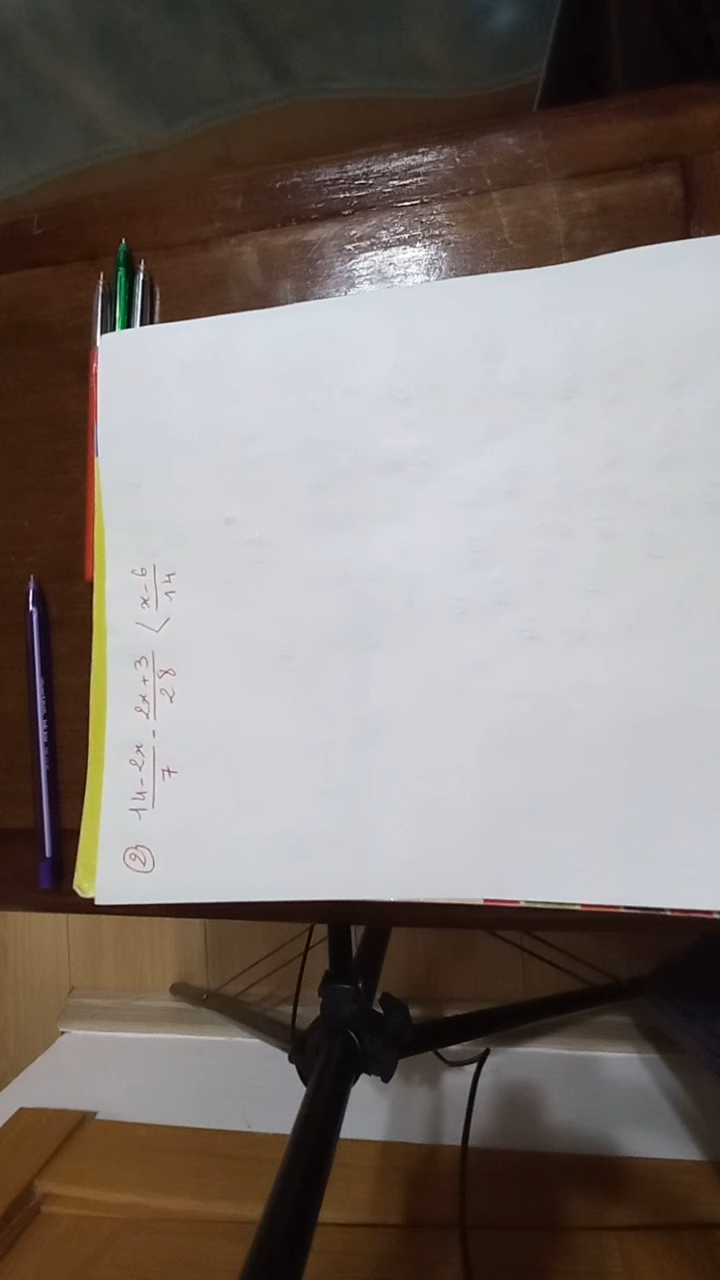 ② 14-2x/7 - 2x+3/28 < x-6/14